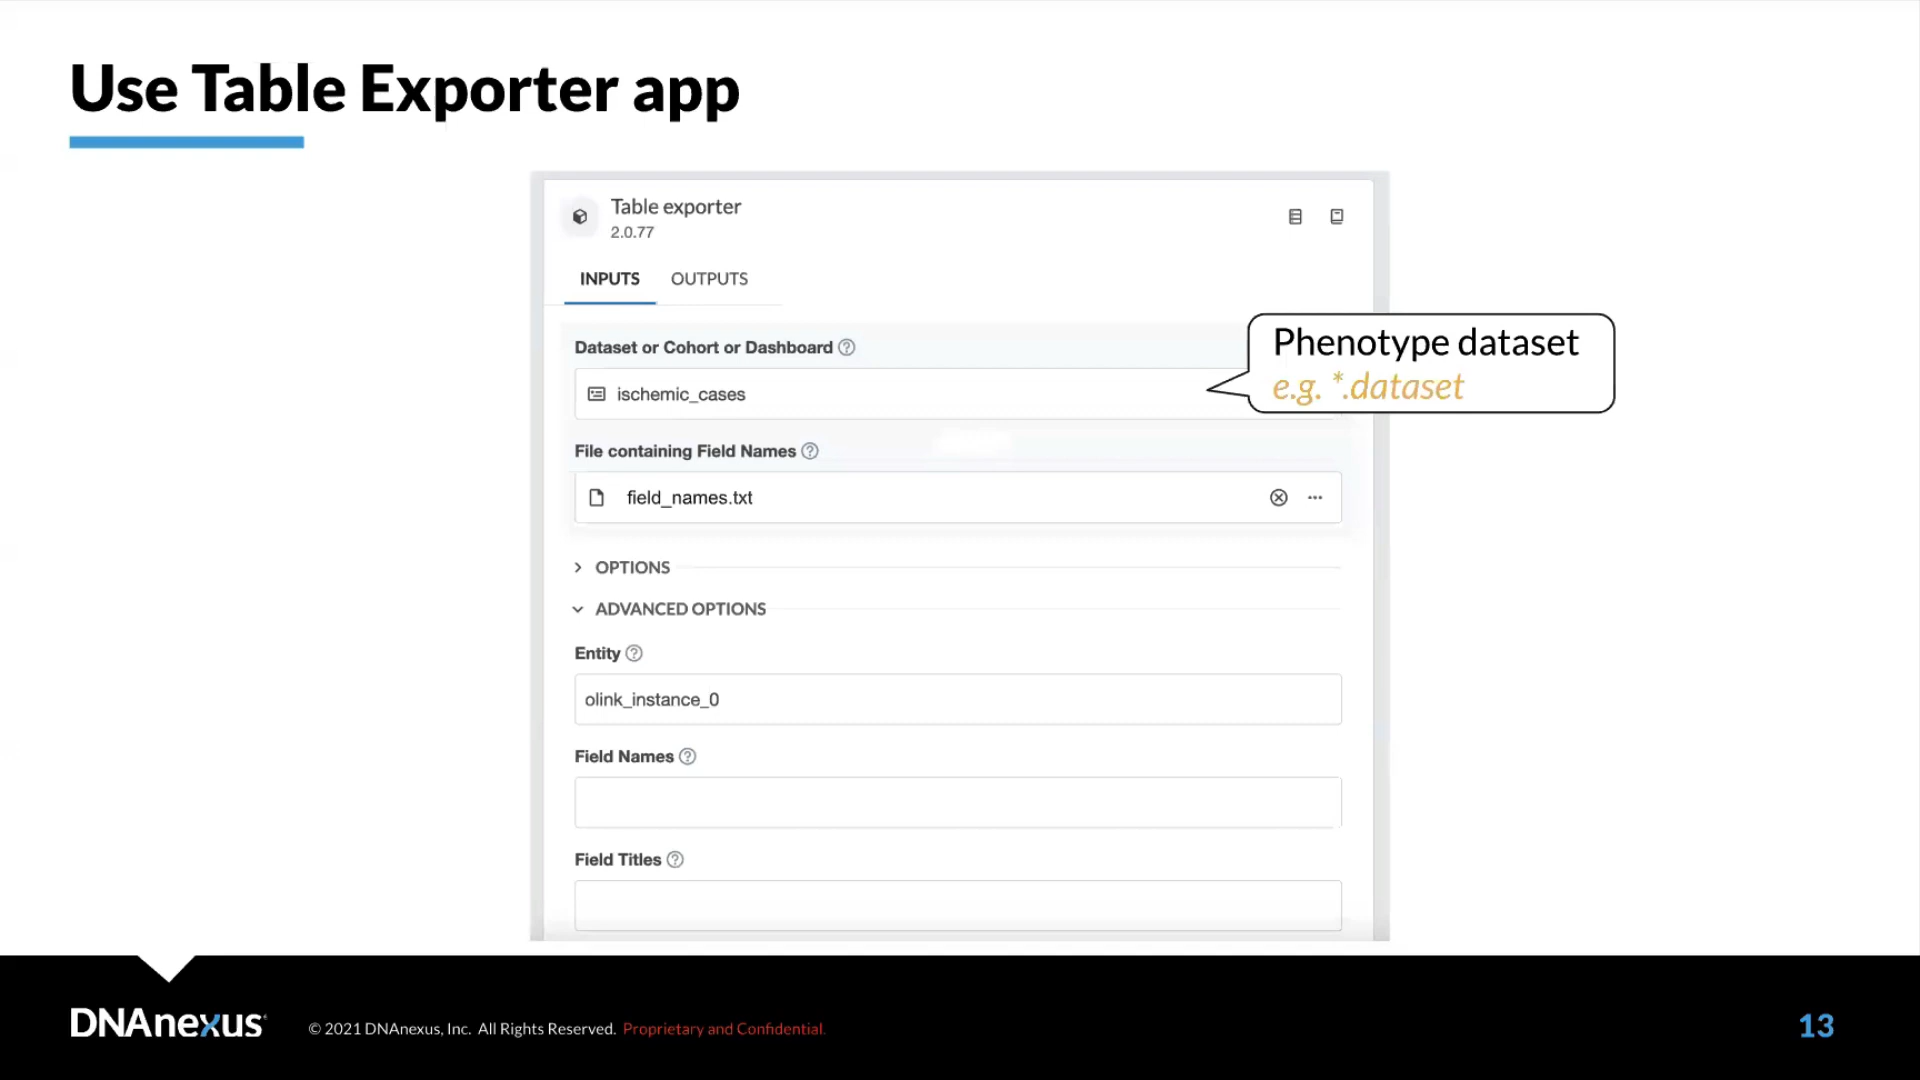 Use Table Exporter app
Table exporter
2.0.77
INPUTS OUTPUTS
Dataset or Cohort or Dashboard
ischemic_cases
Phenotype dataset
e.g. *.dataset
File containing Field Names
field_names.txt
OPTIONS
ADVANCED OPTIONS
Entity
olink_instance_0
Field Names
Field Titles
DNAnexus
© 2021 DNAnexus, Inc. All Rights Reserved. Proprietary and Confidential.
13